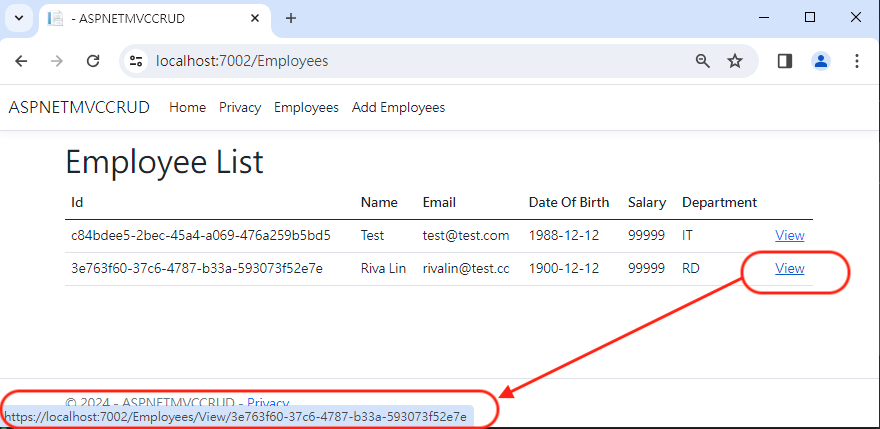 - ASPNETMVCCRUD
localhost:7002/Employees
ASPNETMVCCRUD Home Privacy Employees Add Employees
Employee List
Id Name Email Date Of Birth Salary Department
c84bdee5-2bec-45a4-a069-476a259b5bd5 Test test@test.com 1988-12-12 99999 IT View
3e763f60-37c6-4787-b33a-593073f52e7e Riva Lin rivalin@test.cc 1900-12-12 99999 RD View
© 2024 - ASPNETMVCCRUD - Privacy
https://localhost:7002/Employees/View/3e763f60-37c6-4787-b33a-593073f52e7e